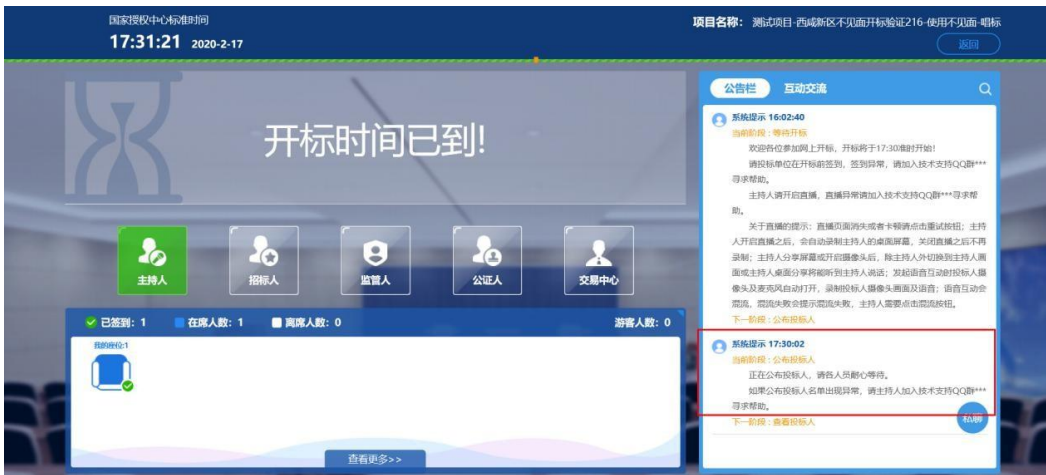 国家授权中心标准时间
17:31:21 2020-2-17
项目名称： 测试项目-西咸新区不见面开标验证216-使用不见面-唱标
返回
开标时间已到!
主持人
招标人
监管人
公证人
交易中心
已签到：1 在席人数：1 离席人数：0 游客人数：0
我的座位:1
查看更多>>
公告栏 互动交流
系统提示 16:02:40
当前阶段：等待开标
欢迎各位参加网上开标，开标将于17:30准时开始!
请投标单位在开标前签到，签到异常，请加入技术支持QQ群***
寻求帮助。
主持人请开启直播，直播异常请加入技术支持QQ群***寻求帮
助。
关于直播的提示：直播页面消失或者卡顿请点击重试按钮；主持
人开启直播之后，会自动录制主持人的桌面屏幕，关闭直播之后不再
录制；主持人分享屏幕或开启摄像头后，除主持人外切换到主持人画
面或主持人桌面分享将能听到主持人说话；发起语音互动时投标人摄
像头及麦克风自动打开，录制投标人摄像头画面及语音；语音互动会
混流，混流失败会提示混流失败，主持人需要点击混流按钮。
下一阶段：公布投标人
系统提示 17:30:02
当前阶段：公布投标人
正在公布投标人，请各人员耐心等待。
如果公布投标人名单出现异常，请主持人加入技术支持QQ群***
寻求帮助。
下一阶段：查看投标人
私聊